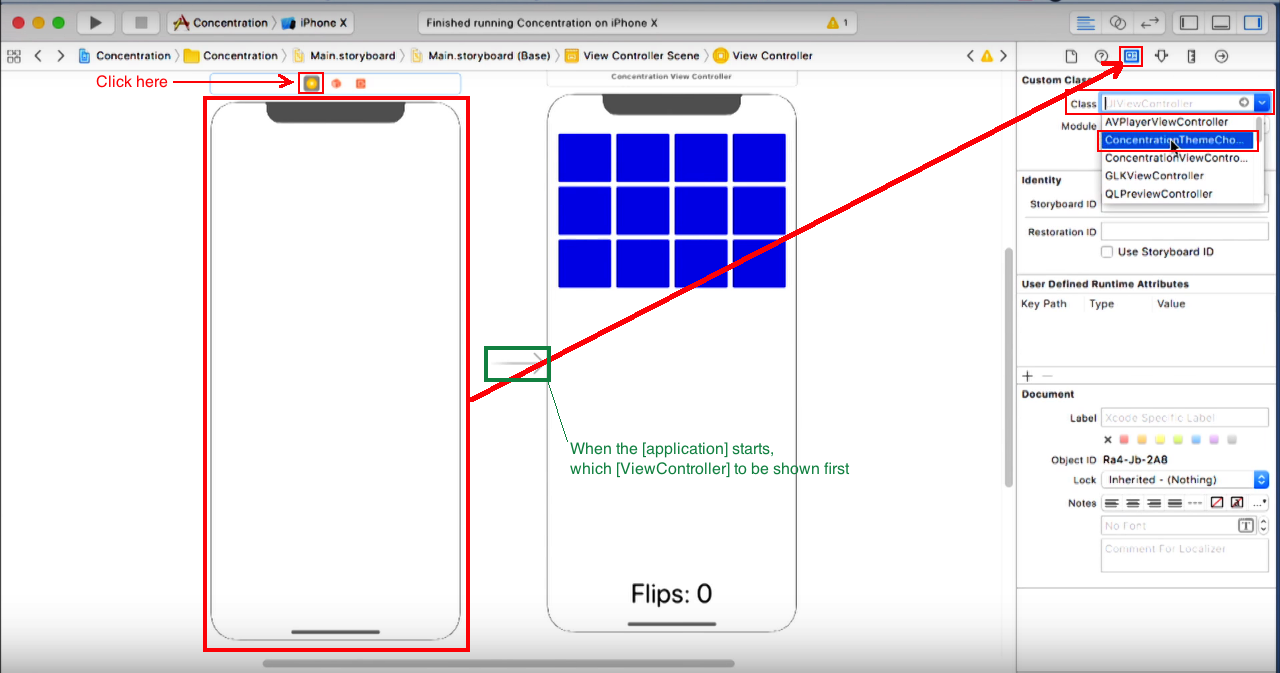 Concentration 〉 iPhone X
Finished running Concentration on iPhone X
1
Concentration 〉 Concentration 〉 Main.storyboard 〉 Main.storyboard (Base) 〉 View Controller Scene 〉 View Controller
Click here
Concentration View Controller
Flips: 0
When the [application] starts,
which [ViewController] to be shown first
Custom Class
Class UIViewController
AVPlayerViewController
Module
ConcentrationThemeCho...
ConcentrationViewContro...
GLKViewController
QLPreviewController
Identity
Storyboard ID
Restoration ID
Use Storyboard ID
User Defined Runtime Attributes
Key Path Type Value
Document
Label Xcode Specific Label
Object ID Ra4-Jb-2A8
Lock Inherited - (Nothing)
Notes
No Font
Comment For Localizer